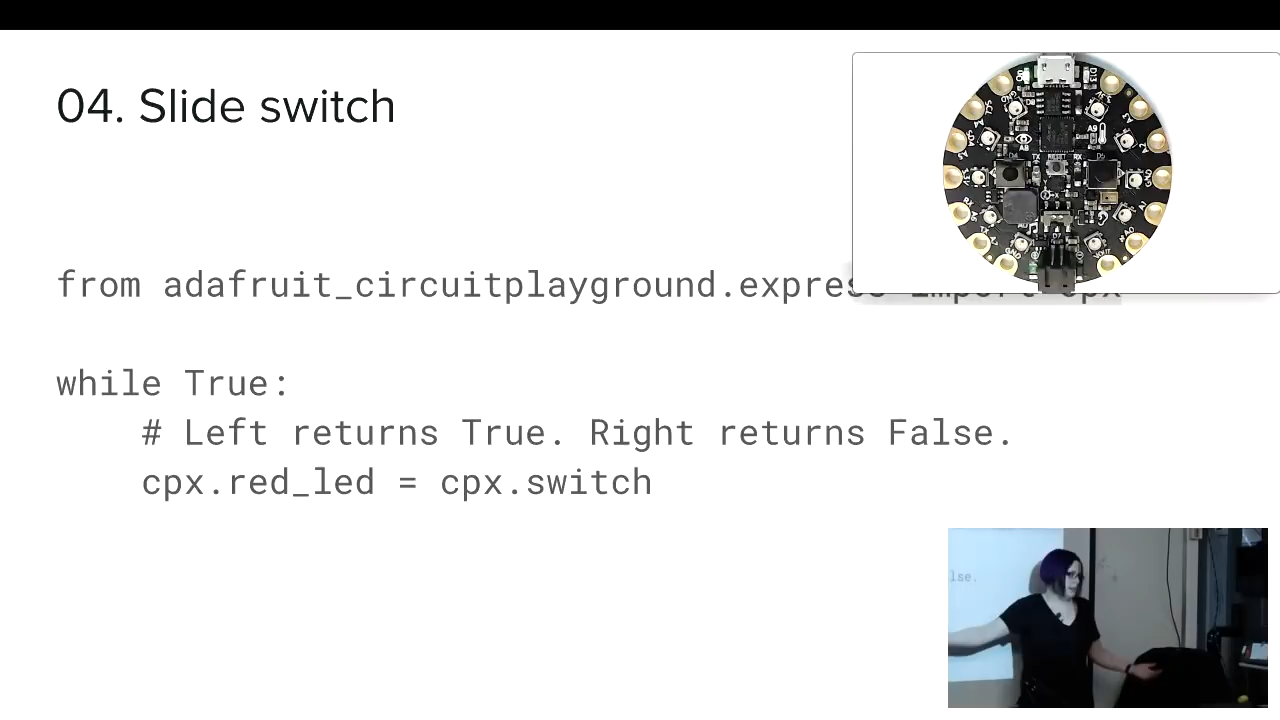 04. Slide switch
from adafruit_circuitplayground.express import cpx
while True:
# Left returns True. Right returns False.
cpx.red_led = cpx.switch
lse.